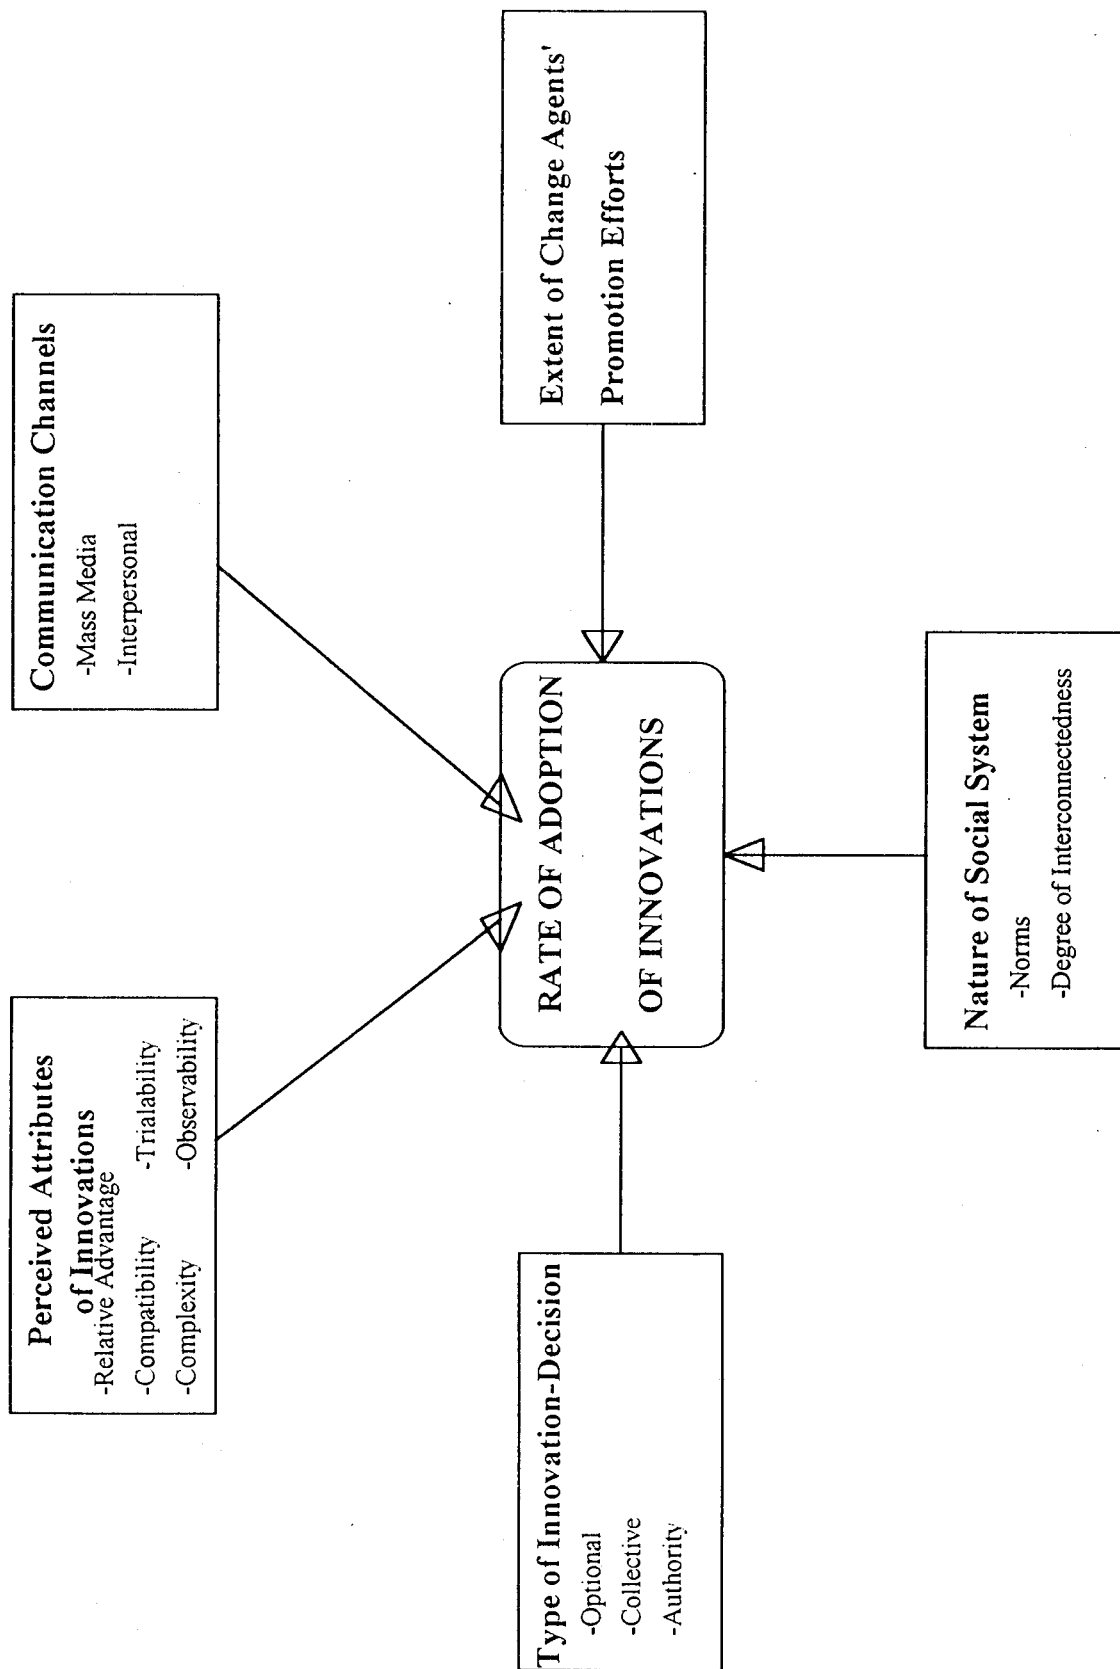 Perceived Attributes
of Innovations
-Relative Advantage
-Compatibility -Trialability
-Complexity -Observability
Communication Channels
-Mass Media
-Interpersonal
Type of Innovation-Decision
-Optional
-Collective
-Authority
RATE OF ADOPTION
OF INNOVATIONS
Extent of Change Agents'
Promotion Efforts
Nature of Social System
-Norms
-Degree of Interconnectedness